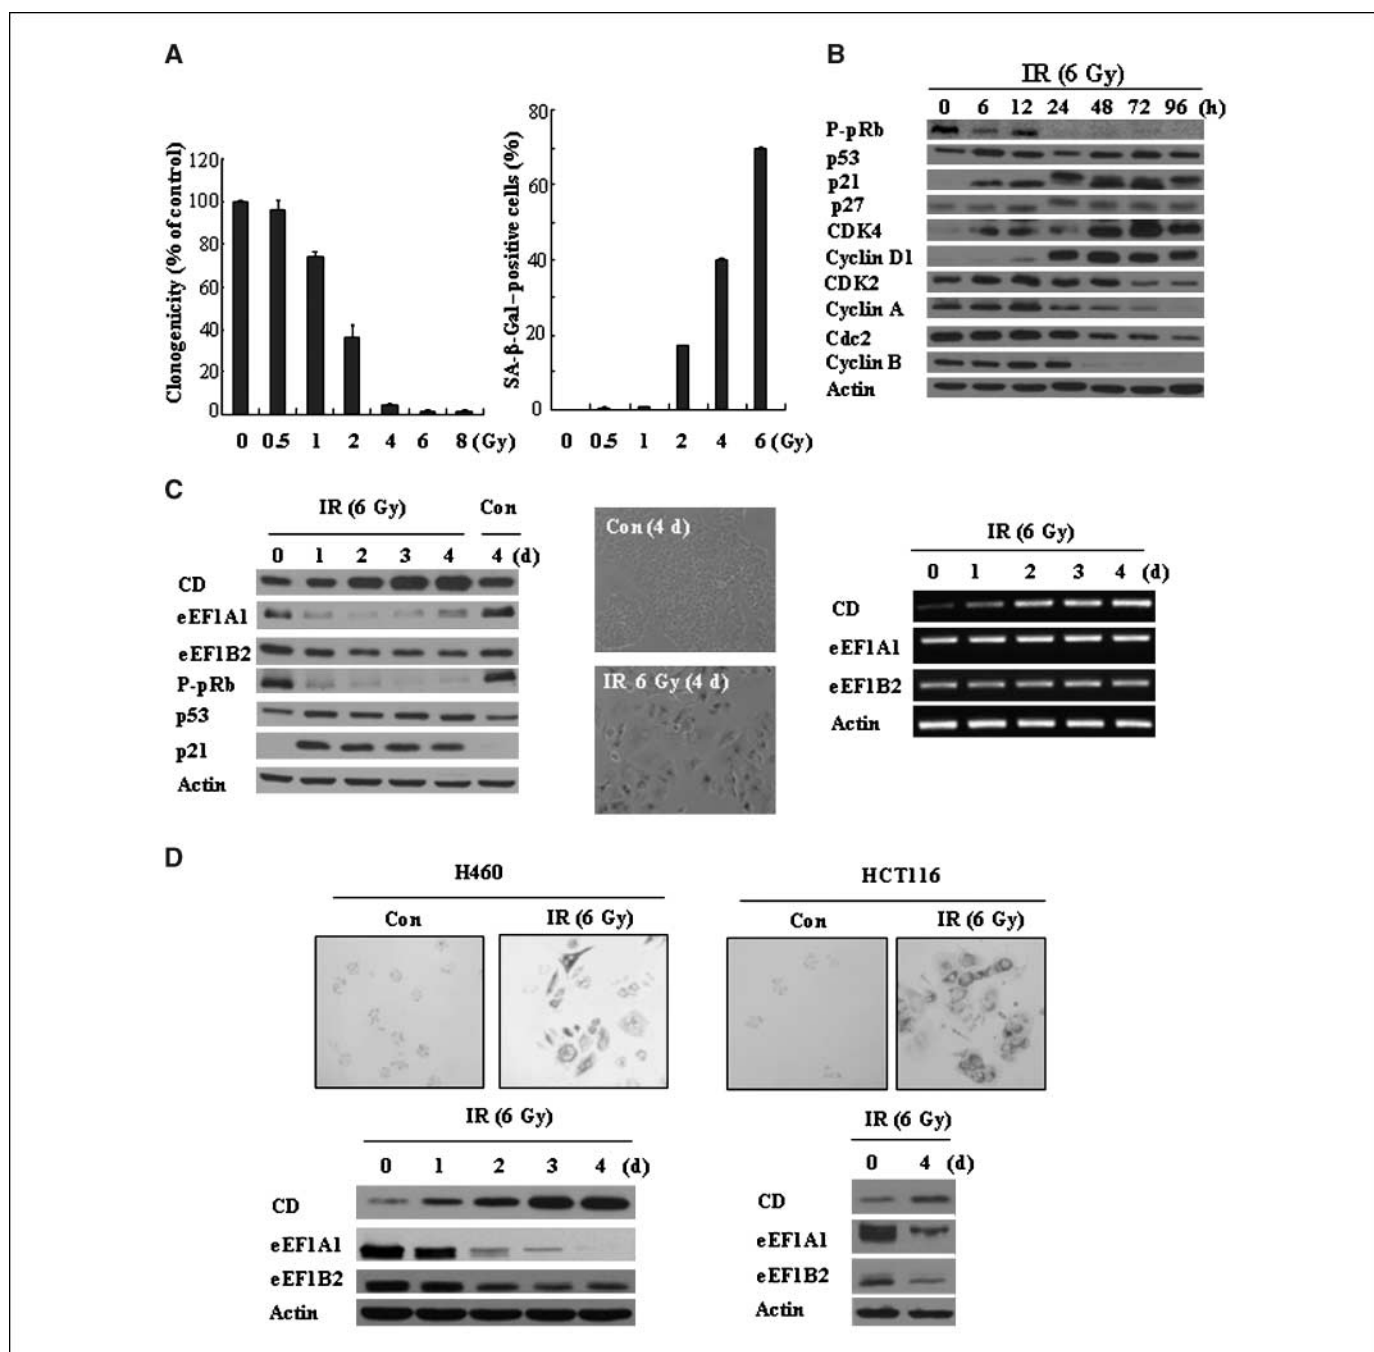 A
Clonogenicity (% of control)
120
100
80
60
40
20
0
0 0.5 1 2 4 6 8 (Gy)
SA-β-Gal–positive cells (%)
80
60
40
20
0
0 0.5 1 2 4 6 (Gy)
B
IR (6 Gy)
0 6 12 24 48 72 96 (h)
P-pRb
p53
p21
p27
CDK4
Cyclin D1
CDK2
Cyclin A
Cdc2
Cyclin B
Actin
C
IR (6 Gy) Con
0 1 2 3 4 4 (d)
CD
eEF1A1
eEF1B2
P-pRb
p53
p21
Actin
Con (4 d)
IR 6 Gy (4 d)
IR (6 Gy)
0 1 2 3 4 (d)
CD
eEF1A1
eEF1B2
Actin
D
H460
Con IR (6 Gy)
IR (6 Gy)
0 1 2 3 4 (d)
CD
eEF1A1
eEF1B2
Actin
HCT116
Con IR (6 Gy)
IR (6 Gy)
0 4 (d)
CD
eEF1A1
eEF1B2
Actin